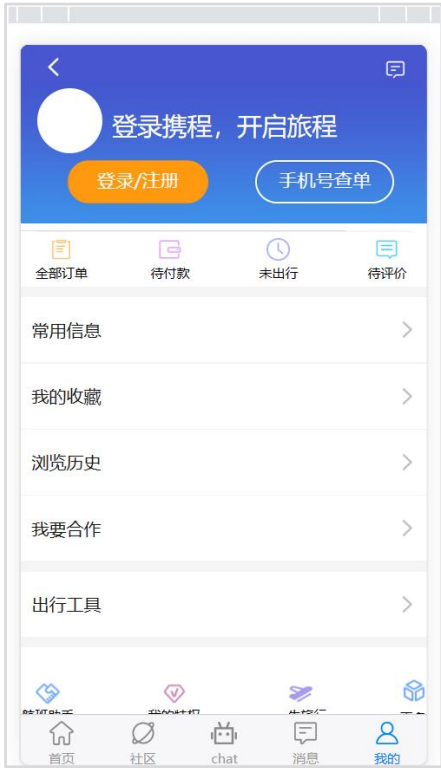 登录携程，开启旅程
登录/注册 手机号查单
全部订单 待付款 未出行 待评价
常用信息
我的收藏
浏览历史
我要合作
出行工具
首页 社区 chat 消息 我的